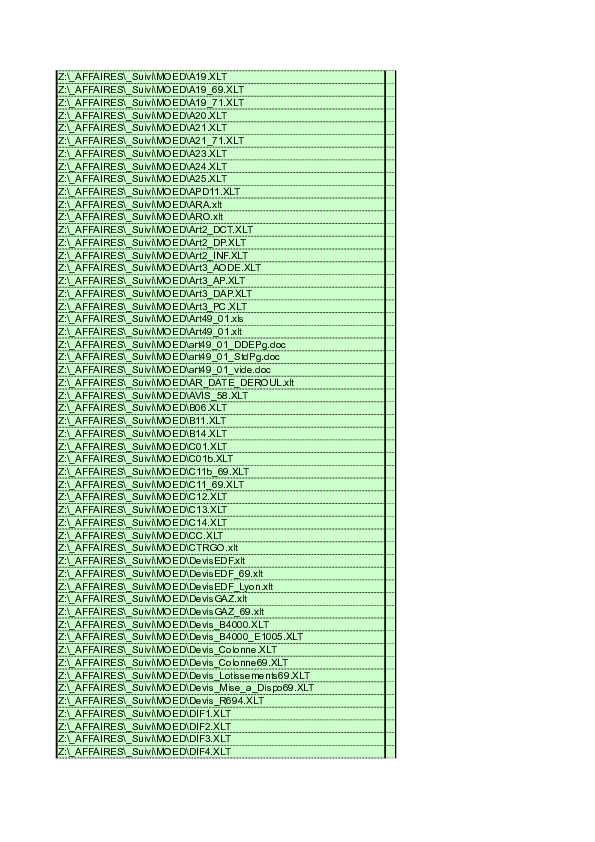 Z:\_AFFAIRES\_Suivi\MOED\A19.XLT
Z:\_AFFAIRES\_Suivi\MOED\A19_69.XLT
Z:\_AFFAIRES\_Suivi\MOED\A19_71.XLT
Z:\_AFFAIRES\_Suivi\MOED\A20.XLT
Z:\_AFFAIRES\_Suivi\MOED\A21.XLT
Z:\_AFFAIRES\_Suivi\MOED\A21_71.XLT
Z:\_AFFAIRES\_Suivi\MOED\A23.XLT
Z:\_AFFAIRES\_Suivi\MOED\A24.XLT
Z:\_AFFAIRES\_Suivi\MOED\A25.XLT
Z:\_AFFAIRES\_Suivi\MOED\APD11.XLT
Z:\_AFFAIRES\_Suivi\MOED\ARA.xlt
Z:\_AFFAIRES\_Suivi\MOED\ARO.xlt
Z:\_AFFAIRES\_Suivi\MOED\Art2_DCT.XLT
Z:\_AFFAIRES\_Suivi\MOED\Art2_DP.XLT
Z:\_AFFAIRES\_Suivi\MOED\Art2_INF.XLT
Z:\_AFFAIRES\_Suivi\MOED\Art3_AODE.XLT
Z:\_AFFAIRES\_Suivi\MOED\Art3_AP.XLT
Z:\_AFFAIRES\_Suivi\MOED\Art3_DAP.XLT
Z:\_AFFAIRES\_Suivi\MOED\Art3_PC.XLT
Z:\_AFFAIRES\_Suivi\MOED\Art49_01.xls
Z:\_AFFAIRES\_Suivi\MOED\Art49_01.xlt
Z:\_AFFAIRES\_Suivi\MOED\art49_01_DDEPg.doc
Z:\_AFFAIRES\_Suivi\MOED\art49_01_StdPg.doc
Z:\_AFFAIRES\_Suivi\MOED\art49_01_vide.doc
Z:\_AFFAIRES\_Suivi\MOED\AR_DATE_DEROUL.xlt
Z:\_AFFAIRES\_Suivi\MOED\AVIS_58.XLT
Z:\_AFFAIRES\_Suivi\MOED\B06.XLT
Z:\_AFFAIRES\_Suivi\MOED\B11.XLT
Z:\_AFFAIRES\_Suivi\MOED\B14.XLT
Z:\_AFFAIRES\_Suivi\MOED\C01.XLT
Z:\_AFFAIRES\_Suivi\MOED\C01b.XLT
Z:\_AFFAIRES\_Suivi\MOED\C11b_69.XLT
Z:\_AFFAIRES\_Suivi\MOED\C11_69.XLT
Z:\_AFFAIRES\_Suivi\MOED\C12.XLT
Z:\_AFFAIRES\_Suivi\MOED\C13.XLT
Z:\_AFFAIRES\_Suivi\MOED\C14.XLT
Z:\_AFFAIRES\_Suivi\MOED\CC.XLT
Z:\_AFFAIRES\_Suivi\MOED\CTRGO.xlt
Z:\_AFFAIRES\_Suivi\MOED\DevisEDF.xlt
Z:\_AFFAIRES\_Suivi\MOED\DevisEDF_69.xlt
Z:\_AFFAIRES\_Suivi\MOED\DevisEDF_Lyon.xlt
Z:\_AFFAIRES\_Suivi\MOED\DevisGAZ.xlt
Z:\_AFFAIRES\_Suivi\MOED\DevisGAZ_69.xlt
Z:\_AFFAIRES\_Suivi\MOED\Devis_B4000.XLT
Z:\_AFFAIRES\_Suivi\MOED\Devis_B4000_E1005.XLT
Z:\_AFFAIRES\_Suivi\MOED\Devis_Colonne.XLT
Z:\_AFFAIRES\_Suivi\MOED\Devis_Colonne69.XLT
Z:\_AFFAIRES\_Suivi\MOED\Devis_Lotissements69.XLT
Z:\_AFFAIRES\_Suivi\MOED\Devis_Mise_a_Dispo69.XLT
Z:\_AFFAIRES\_Suivi\MOED\Devis_R694.XLT
Z:\_AFFAIRES\_Suivi\MOED\DIF1.XLT
Z:\_AFFAIRES\_Suivi\MOED\DIF2.XLT
Z:\_AFFAIRES\_Suivi\MOED\DIF3.XLT
Z:\_AFFAIRES\_Suivi\MOED\DIF4.XLT